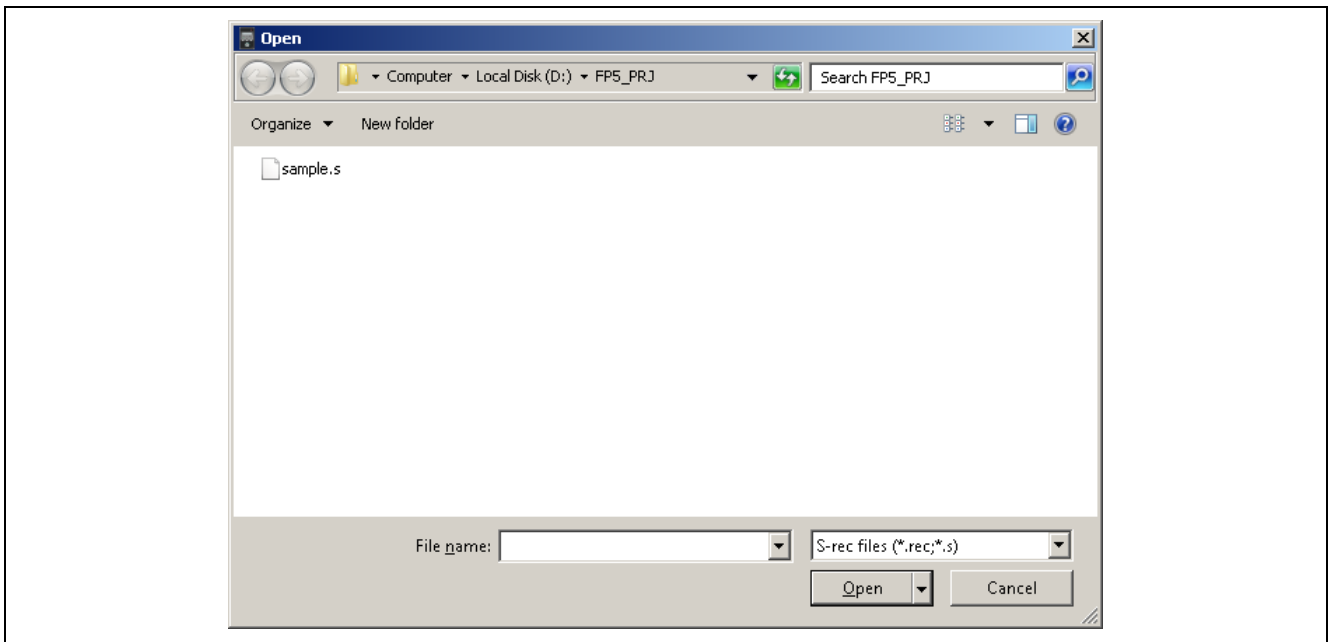 Open
Computer Local Disk (D:) FP5_PRJ Search FP5_PRJ
Organize New folder
sample.s
File name: S-rec files (*.rec;*.s)
Open Cancel